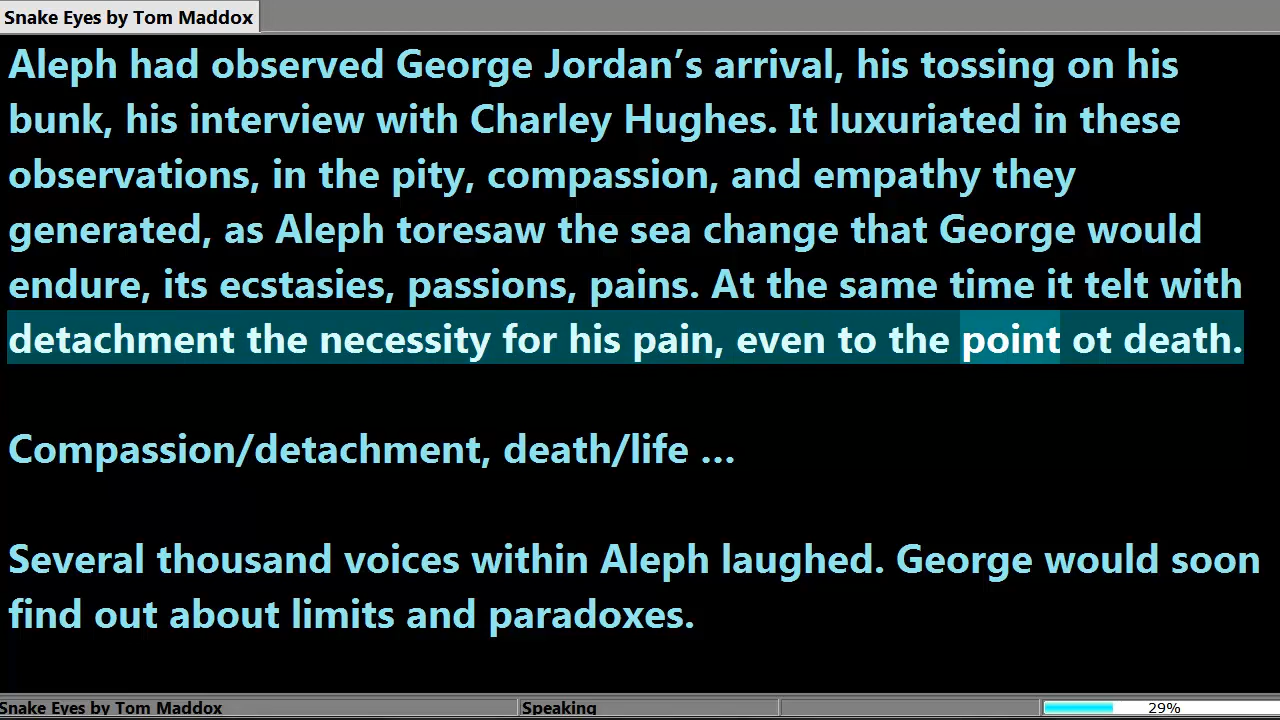 Snake Eyes by Tom Maddox
Aleph had observed George Jordan’s arrival, his tossing on his
bunk, his interview with Charley Hughes. It luxuriated in these
observations, in the pity, compassion, and empathy they
generated, as Aleph toresaw the sea change that George would
endure, its ecstasies, passions, pains. At the same time it telt with
detachment the necessity for his pain, even to the point ot death.
Compassion/detachment, death/life ...
Several thousand voices within Aleph laughed. George would soon
find out about limits and paradoxes.
Snake Eyes by Tom Maddox Speaking 29%